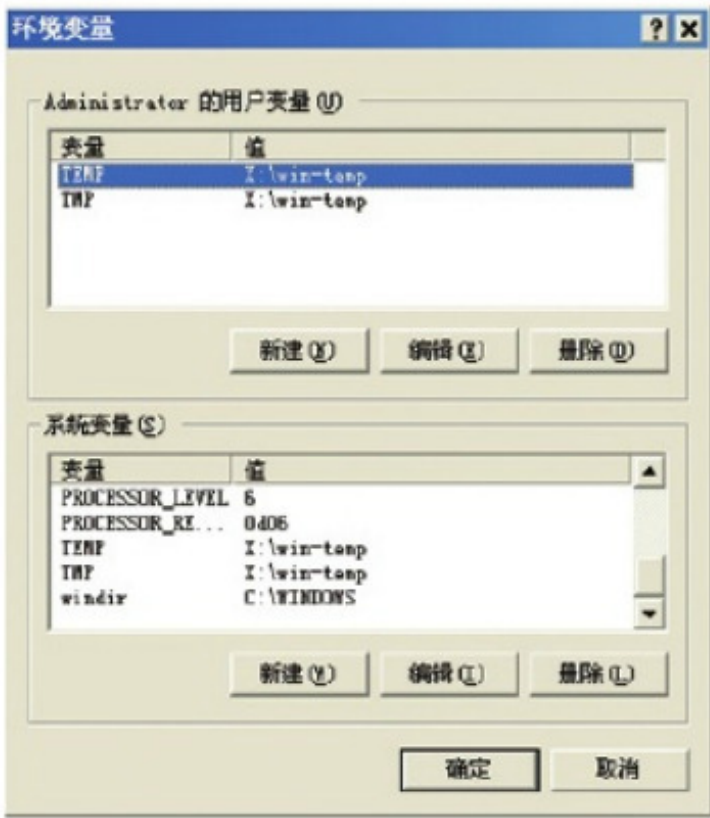 环境变量
Administrator 的用户变量(U)
变量 值
TEMP X:\win-temp
TMP X:\win-temp
新建(N) 编辑(E) 删除(D)
系统变量(S)
变量 值
PROCESSOR_LEVEL 6
PROCESSOR_RE... 0d06
TEMP X:\win-temp
TMP X:\win-temp
windir C:\WINDOWS
新建(W) 编辑(I) 删除(L)
确定 取消